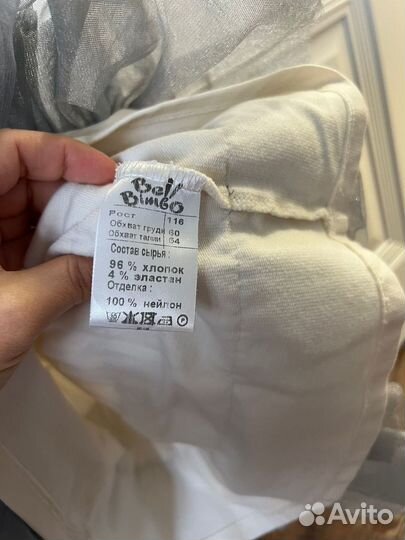 Bell
Bimbo
Рост 116
Обхват груди 60
Обхват талии 54
Состав сырья :
96 % хлопок
4 % эластан
Отделка :
100 % нейлон
Avito